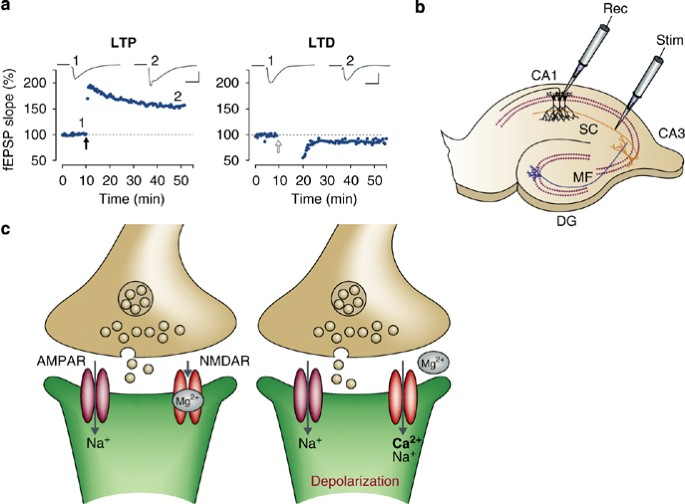 a
LTP
LTD
fEPSP slope (%)
200
150
100
50
1
2
1
2
0 10 20 30 40 50
Time (min)
200
150
100
50
1
2
0 10 20 30 40 50
Time (min)
b
Rec
Stim
CA1
SC
CA3
MF
DG
c
AMPAR
NMDAR
Mg²⁺
Na⁺
Mg²⁺
Na⁺
Ca²⁺
Na⁺
Depolarization